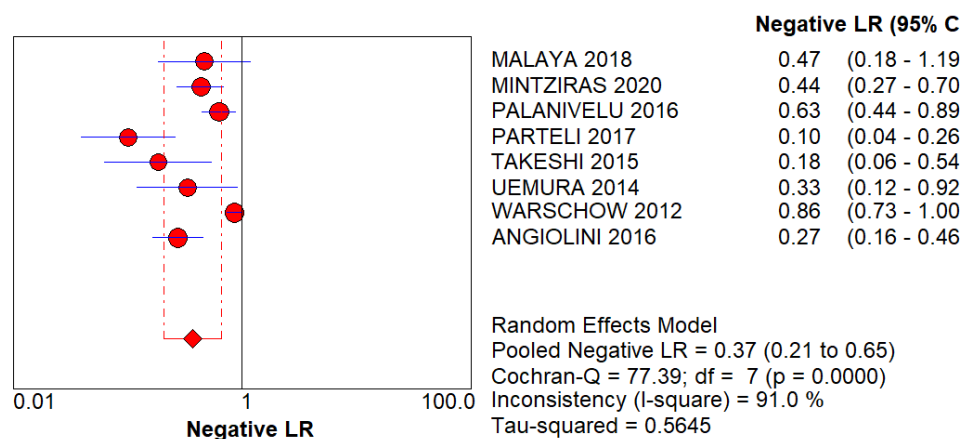 Negative LR (95% C
MALAYA 2018 0.47 (0.18 - 1.19
MINTZIRAS 2020 0.44 (0.27 - 0.70
PALANIVELU 2016 0.63 (0.44 - 0.89
PARTELI 2017 0.10 (0.04 - 0.26
TAKESHI 2015 0.18 (0.06 - 0.54
UEMURA 2014 0.33 (0.12 - 0.92
WARSCHOW 2012 0.86 (0.73 - 1.00
ANGIOLINI 2016 0.27 (0.16 - 0.46
Random Effects Model
Pooled Negative LR = 0.37 (0.21 to 0.65)
Cochran-Q = 77.39; df = 7 (p = 0.0000)
Inconsistency (I-square) = 91.0 %
Tau-squared = 0.5645
0.01 1 100.0
Negative LR